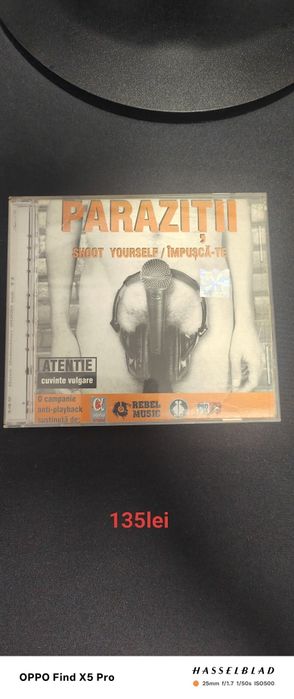 PARAZIȚII
SHOOT YOURSELF / ÎMPUȘCĂ-TE
ATENTIE
cuvinte vulgare
O campanie
anti-playback
susținută de:
REBEL
MUSIC
135lei
OPPO Find X5 Pro
HASSELBLAD
25mm f/1.7 1/50s ISO500